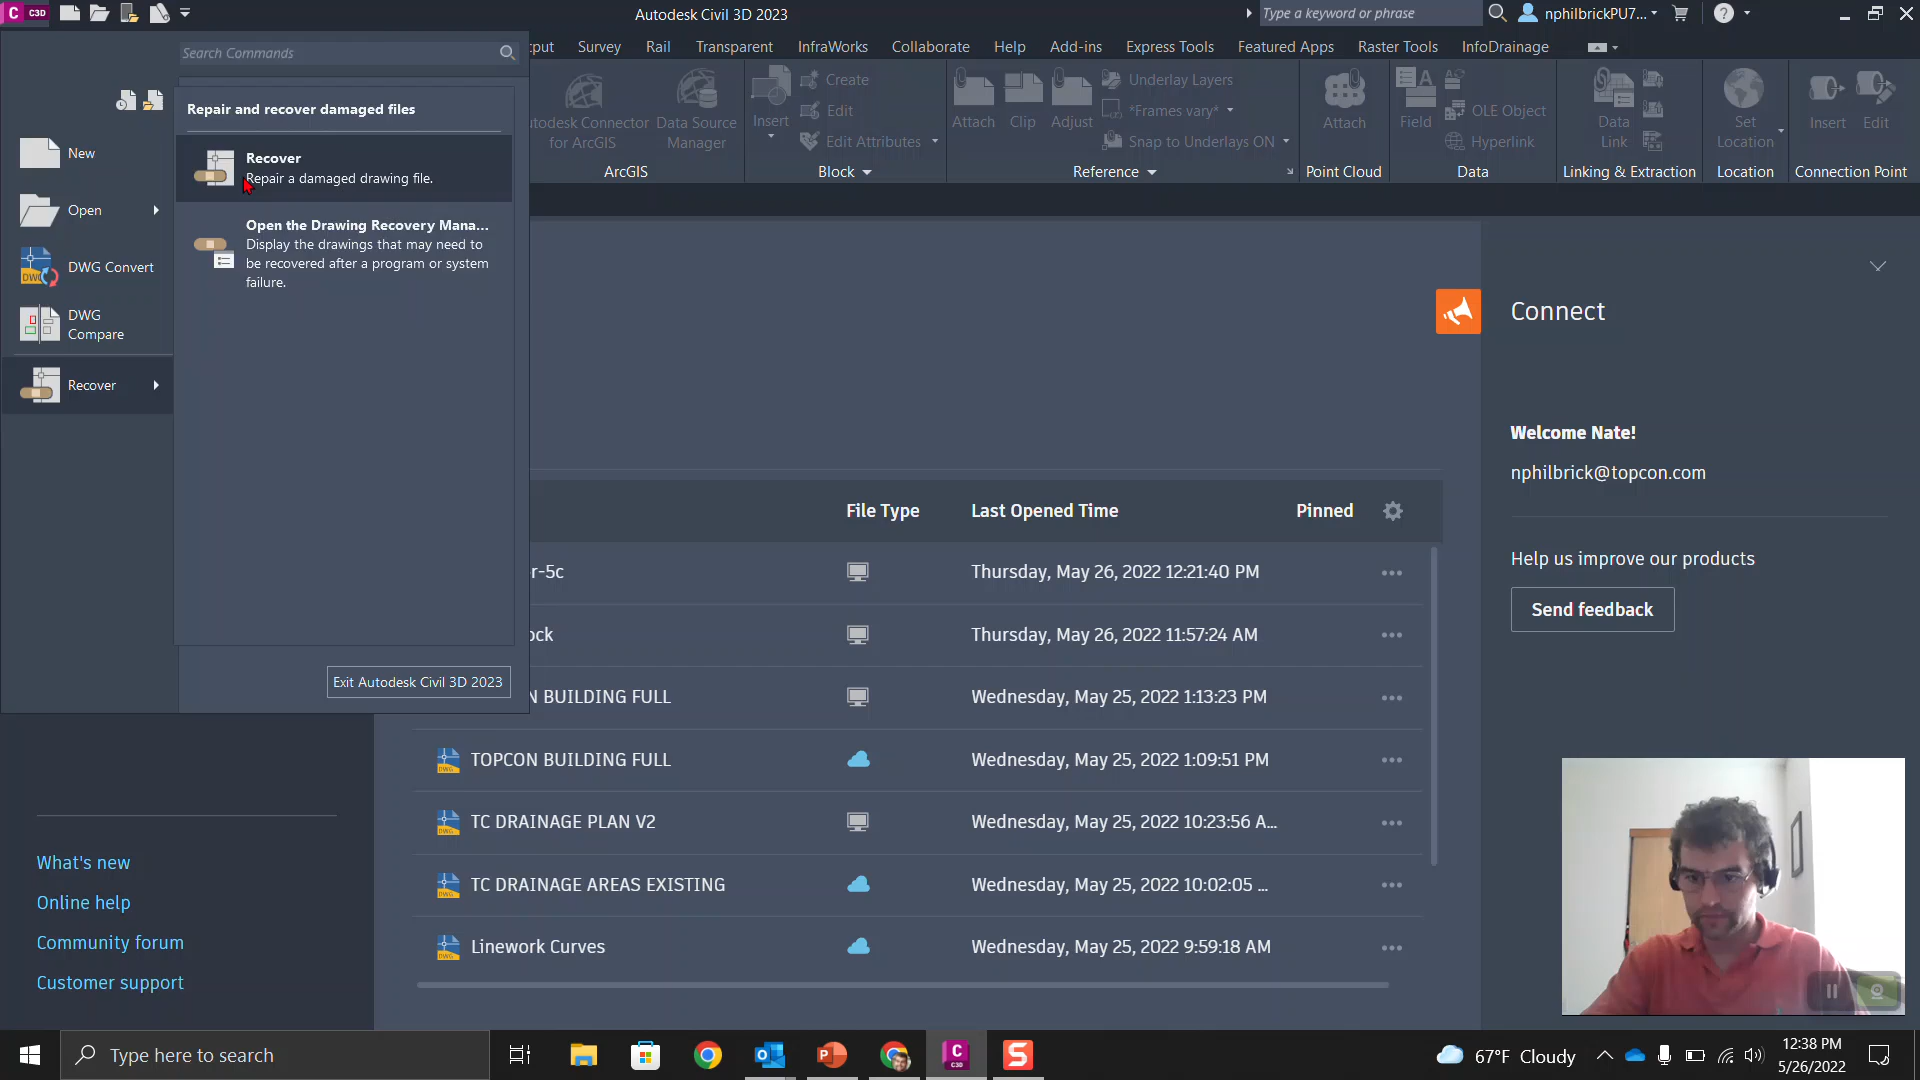 C C3D
Autodesk Civil 3D 2023
Type a keyword or phrase
nphilbrickPU7...
Search Commands
put Survey Rail Transparent InfraWorks Collaborate Help Add-ins Express Tools Featured Apps Raster Tools InfoDrainage
Repair and recover damaged files
Recover
Repair a damaged drawing file.
Open the Drawing Recovery Mana...
Display the drawings that may need to
be recovered after a program or system
failure.
New
Open
DWG Convert
DWG
Compare
Recover
Exit Autodesk Civil 3D 2023
utodesk Connector
for ArcGIS
Data Source
Manager
ArcGIS
Insert
Create
Edit
Edit Attributes
Block
Attach
Clip
Adjust
Underlay Layers
*Frames vary*
Snap to Underlays ON
Reference
Attach
Point Cloud
Field
OLE Object
Hyperlink
Data
Data
Link
Linking & Extraction
Set
Location
Location
Insert
Edit
Connection Point
Connect
Welcome Nate!
nphilbrick@topcon.com
Help us improve our products
Send feedback
File Type Last Opened Time Pinned
r-5c Thursday, May 26, 2022 12:21:40 PM
ock Thursday, May 26, 2022 11:57:24 AM
N BUILDING FULL Wednesday, May 25, 2022 1:13:23 PM
TOPCON BUILDING FULL Wednesday, May 25, 2022 1:09:51 PM
TC DRAINAGE PLAN V2 Wednesday, May 25, 2022 10:23:56 A...
TC DRAINAGE AREAS EXISTING Wednesday, May 25, 2022 10:02:05 ...
Linework Curves Wednesday, May 25, 2022 9:59:18 AM
What's new
Online help
Community forum
Customer support
Type here to search
67°F Cloudy
12:38 PM
5/26/2022